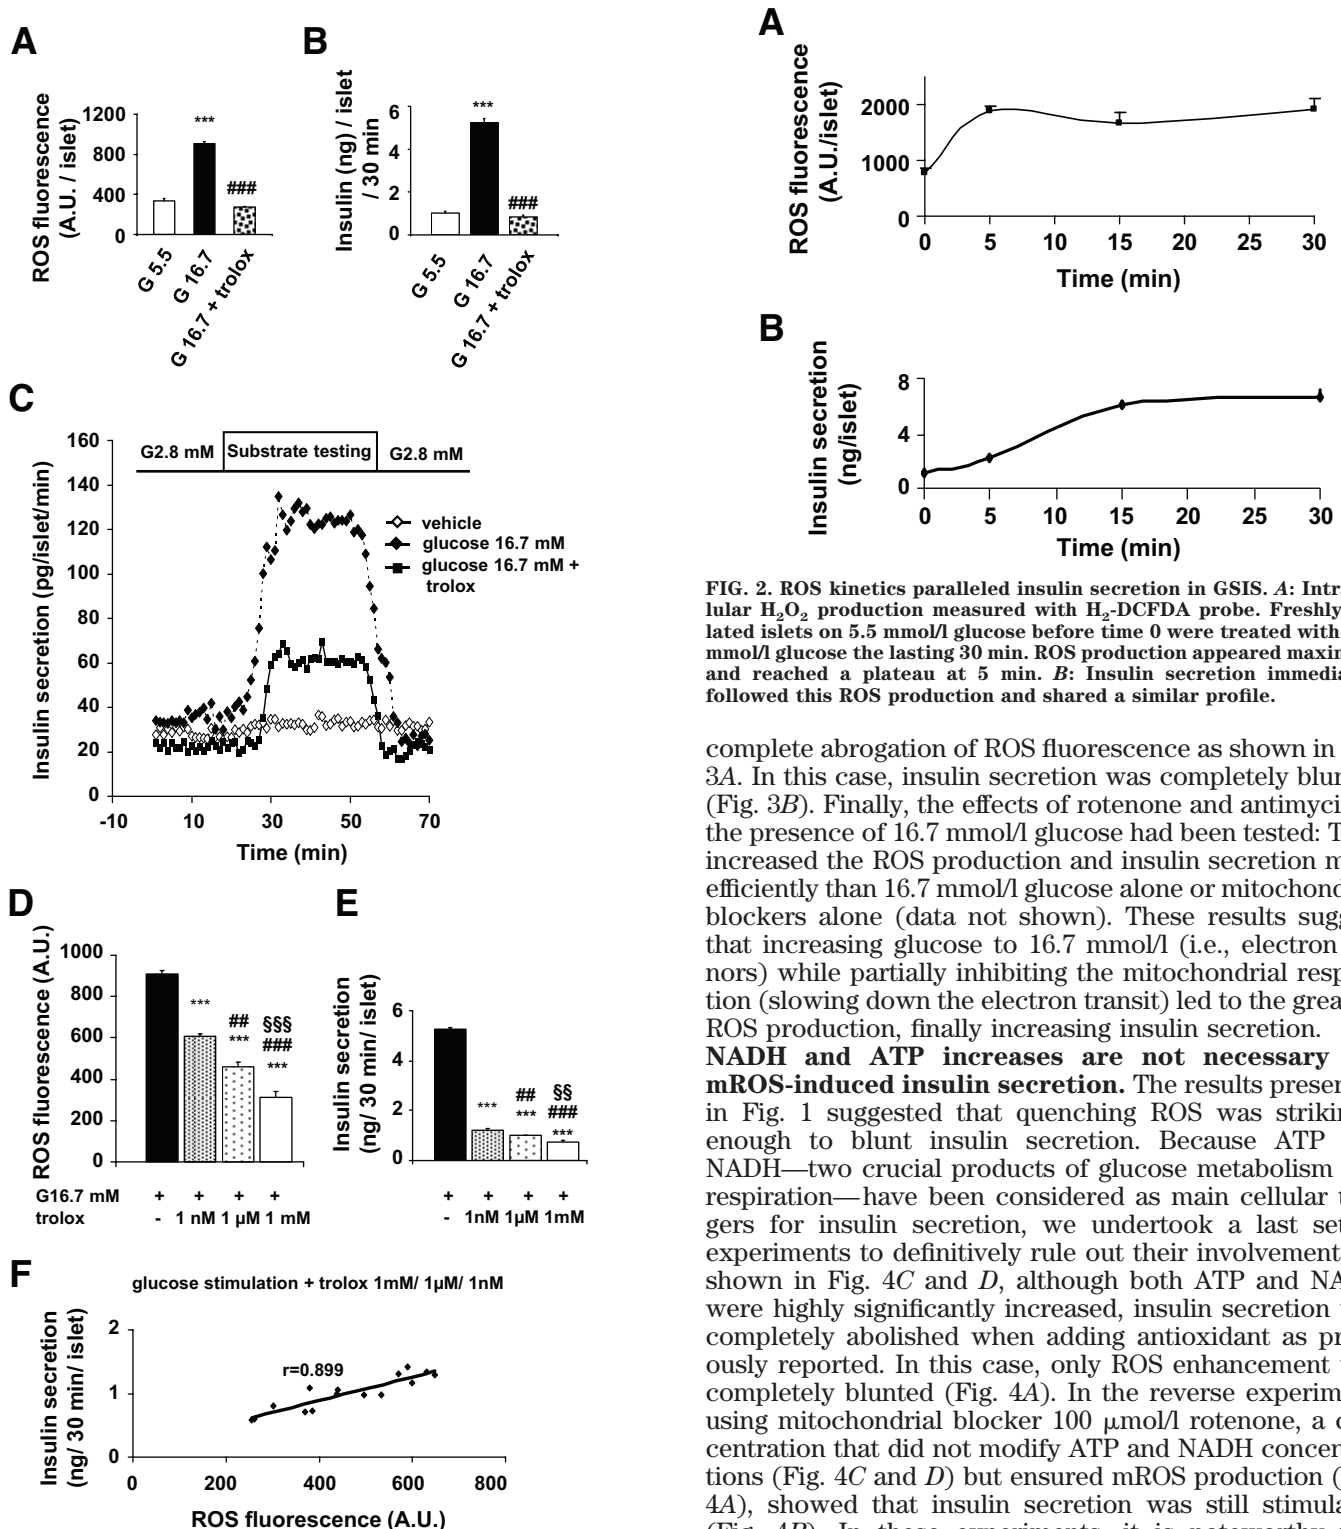 A
ROS fluorescence
(A.U. / islet)
1200
800
400
0
***
###
G 5.5
G 16.7
G 16.7 + trolox
B
Insulin (ng) / islet
/ 30 min
6
4
2
0
***
###
G 5.5
G 16.7
G 16.7 + trolox
C
Insulin secretion (pg/islet/min)
160
140
120
100
80
60
40
20
0
G2.8 mM
Substrate testing
G2.8 mM
vehicle
glucose 16.7 mM
glucose 16.7 mM +
trolox
-10 10 30 50 70
Time (min)
D
ROS fluorescence (A.U.)
1000
800
600
400
200
0
***
##
***
§§§
###
***
G16.7 mM + + + +
trolox - 1 nM 1 µM 1 mM
E
Insulin secretion
(ng/ 30 min/ islet)
6
4
2
0
***
##
***
§§
###
***
+ + + +
- 1nM 1µM 1mM
F
glucose stimulation + trolox 1mM/ 1µM/ 1nM
Insulin secretion
(ng/ 30 min/ islet)
2
1
0
r=0.899
0 200 400 600 800
ROS fluorescence (A.U.)
A
ROS fluorescence
(A.U./islet)
2000
1000
0
0 5 10 15 20 25 30
Time (min)
B
Insulin secretion
(ng/islet)
8
4
0
0 5 10 15 20 25 30
Time (min)
FIG. 2. ROS kinetics paralleled insulin secretion in GSIS. A: Intr
lular H₂O₂ production measured with H₂-DCFDA probe. Freshly
lated islets on 5.5 mmol/l glucose before time 0 were treated with
mmol/l glucose the lasting 30 min. ROS production appeared maxi
and reached a plateau at 5 min. B: Insulin secretion immedia
followed this ROS production and shared a similar profile.
complete abrogation of ROS fluorescence as shown in
3A. In this case, insulin secretion was completely blun
(Fig. 3B). Finally, the effects of rotenone and antimyci
the presence of 16.7 mmol/l glucose had been tested: T
increased the ROS production and insulin secretion m
efficiently than 16.7 mmol/l glucose alone or mitochond
blockers alone (data not shown). These results sugg
that increasing glucose to 16.7 mmol/l (i.e., electron
nors) while partially inhibiting the mitochondrial resp
tion (slowing down the electron transit) led to the grea
ROS production, finally increasing insulin secretion.
NADH and ATP increases are not necessary
mROS-induced insulin secretion. The results presen
in Fig. 1 suggested that quenching ROS was strikin
enough to blunt insulin secretion. Because ATP
NADH—two crucial products of glucose metabolism
respiration—have been considered as main cellular t
gers for insulin secretion, we undertook a last set
experiments to definitively rule out their involvement
shown in Fig. 4C and D, although both ATP and NA
were highly significantly increased, insulin secretion
completely abolished when adding antioxidant as pr
ously reported. In this case, only ROS enhancement
completely blunted (Fig. 4A). In the reverse experim
using mitochondrial blocker 100 µmol/l rotenone, a c
centration that did not modify ATP and NADH concen
tions (Fig. 4C and D) but ensured mROS production (
4A), showed that insulin secretion was still stimula